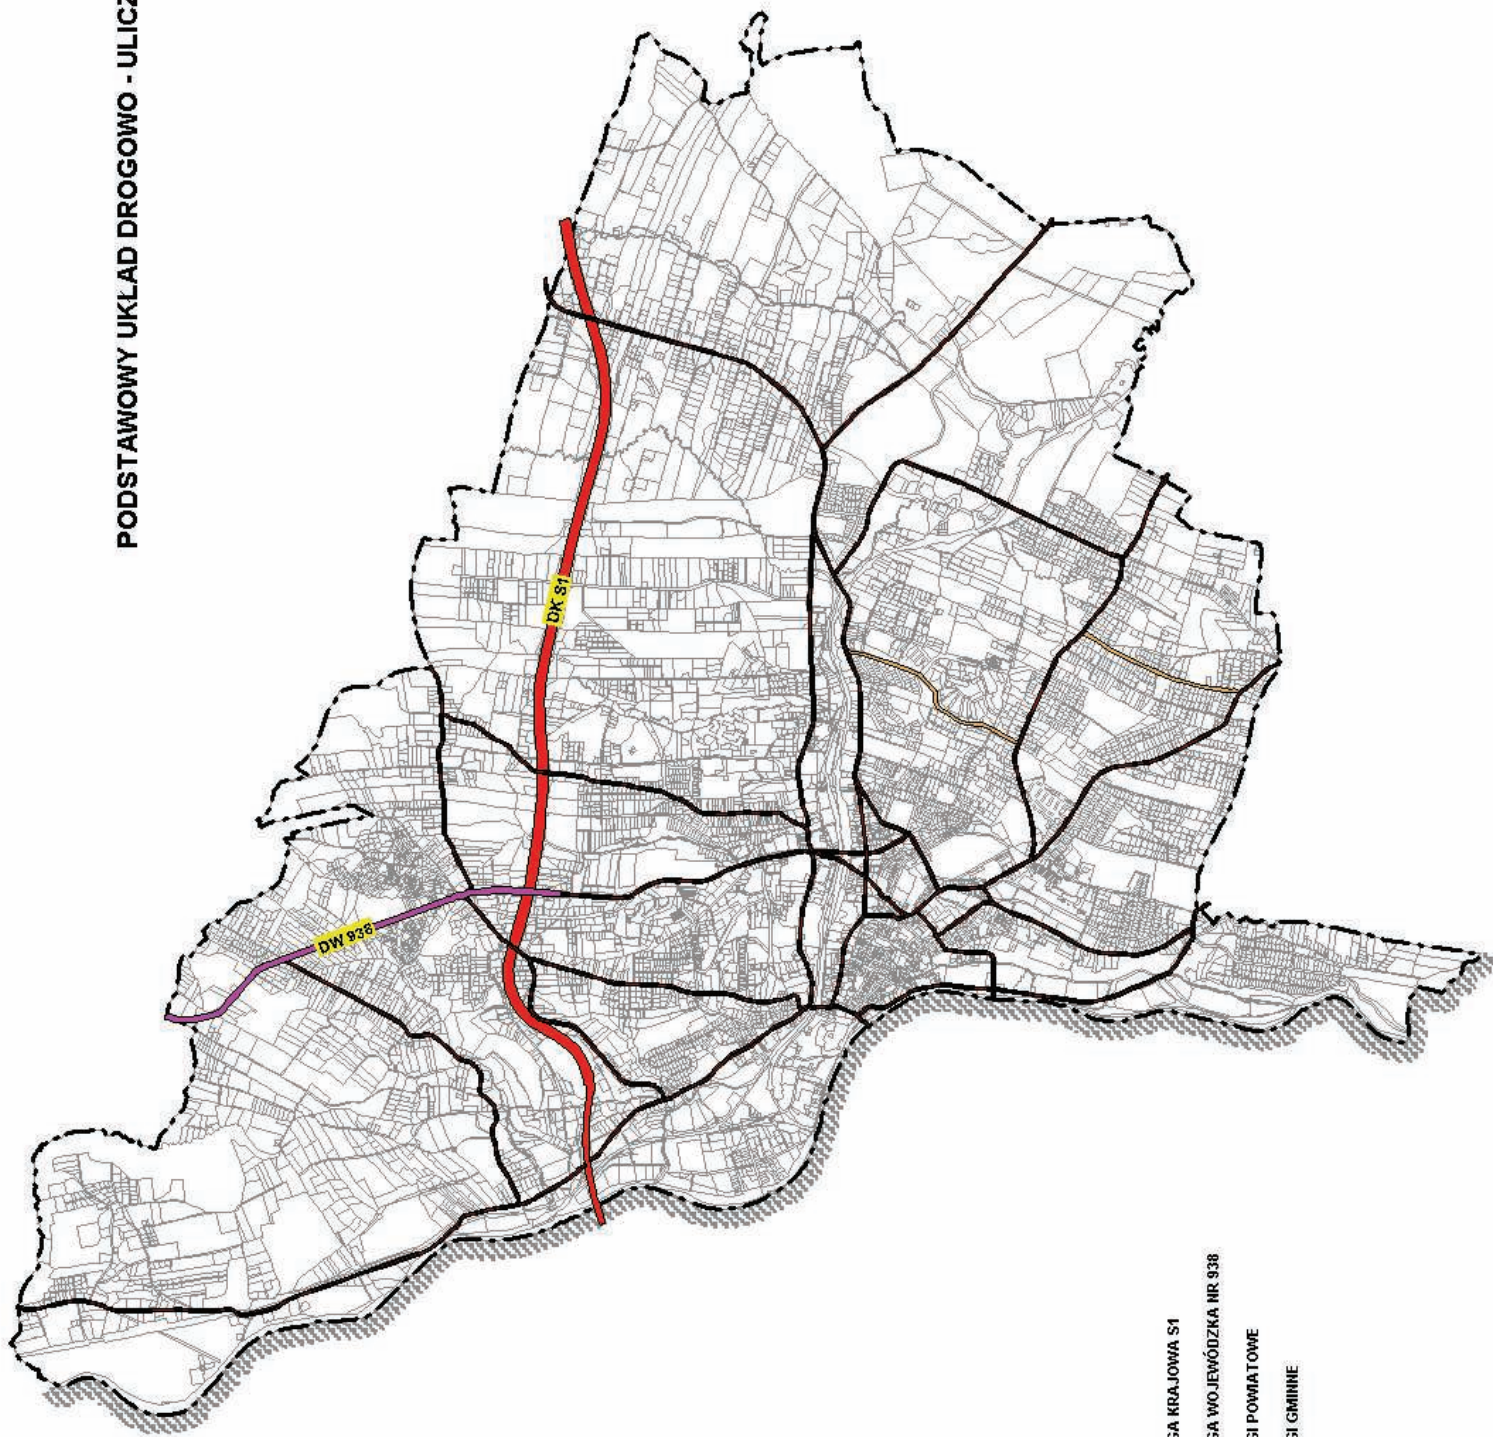 PODSTAWOWY UKŁAD DROGOWO - ULICZ
DK S1
DW 938
GA KRAJOWA S1
GA WOJEWÓDZKA NR 938
GI POWIATOWE
GI GMINNE